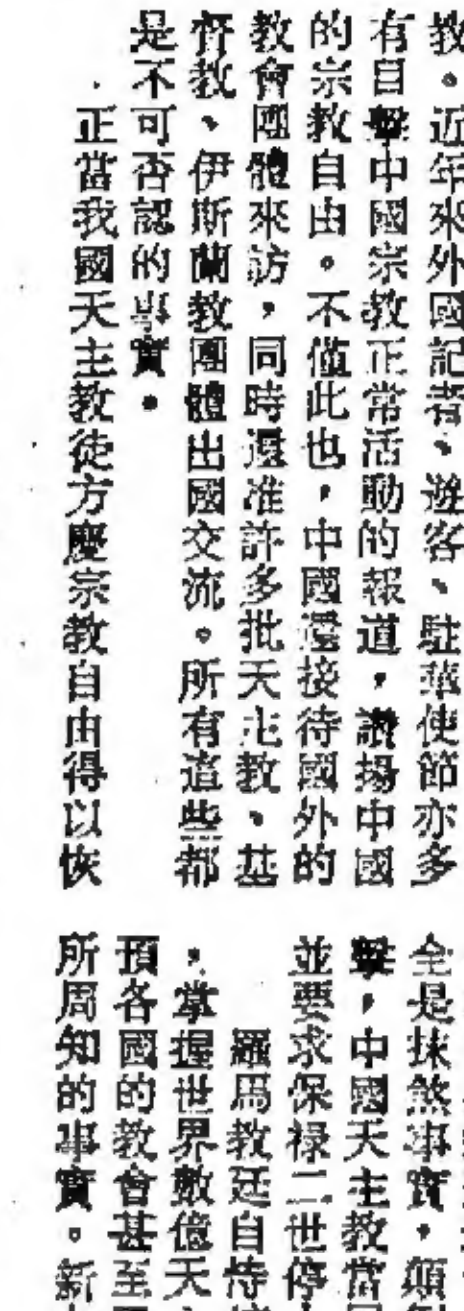 教。近年來外國記者、遊客、駐華使節亦多
有目擊中國宗教正常活動的報道，讚揚中國
的宗教自由。不僅此也，中國還接待國外的
教會團體來訪，同時還准許多批天主教、基
督教、伊斯蘭教團體出國交流。所有這些都
是不可否認的事實。
正當我國天主教徒方慶宗教自由得以恢
全是抹煞事實，顛
擊，中國天主教當
並要求保祿二世停
羅馬教廷自恃
，掌握世界數億天
預各國的教會甚至
所周知的事實。新